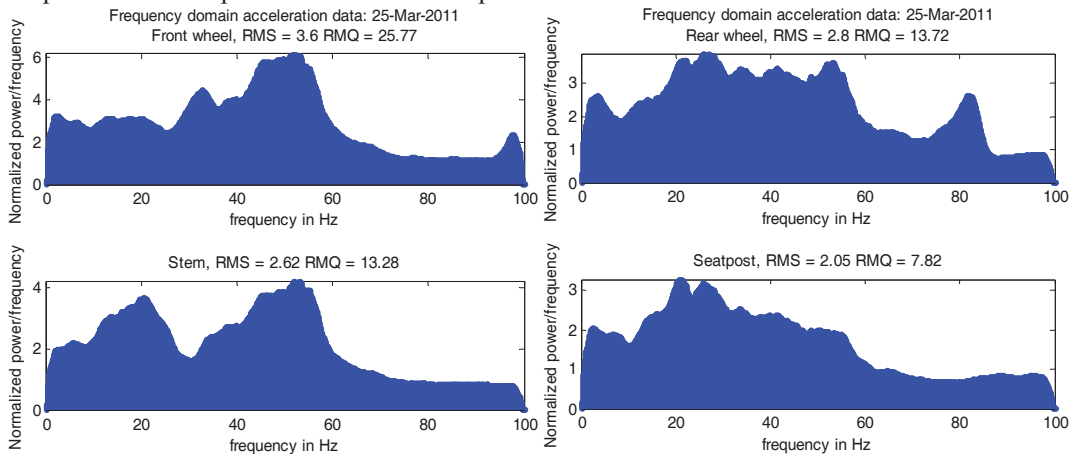 Frequency domain acceleration data: 25-Mar-2011
Front wheel, RMS = 3.6 RMQ = 25.77
Normalized power/frequency
6
4
2
0
0 20 40 60 80 100
frequency in Hz
Frequency domain acceleration data: 25-Mar-2011
Rear wheel, RMS = 2.8 RMQ = 13.72
Normalized power/frequency
3
2
1
0
0 20 40 60 80 100
frequency in Hz
Stem, RMS = 2.62 RMQ = 13.28
Normalized power/frequency
4
2
0
0 20 40 60 80 100
frequency in Hz
Seatpost, RMS = 2.05 RMQ = 7.82
Normalized power/frequency
3
2
1
0
0 20 40 60 80 100
frequency in Hz